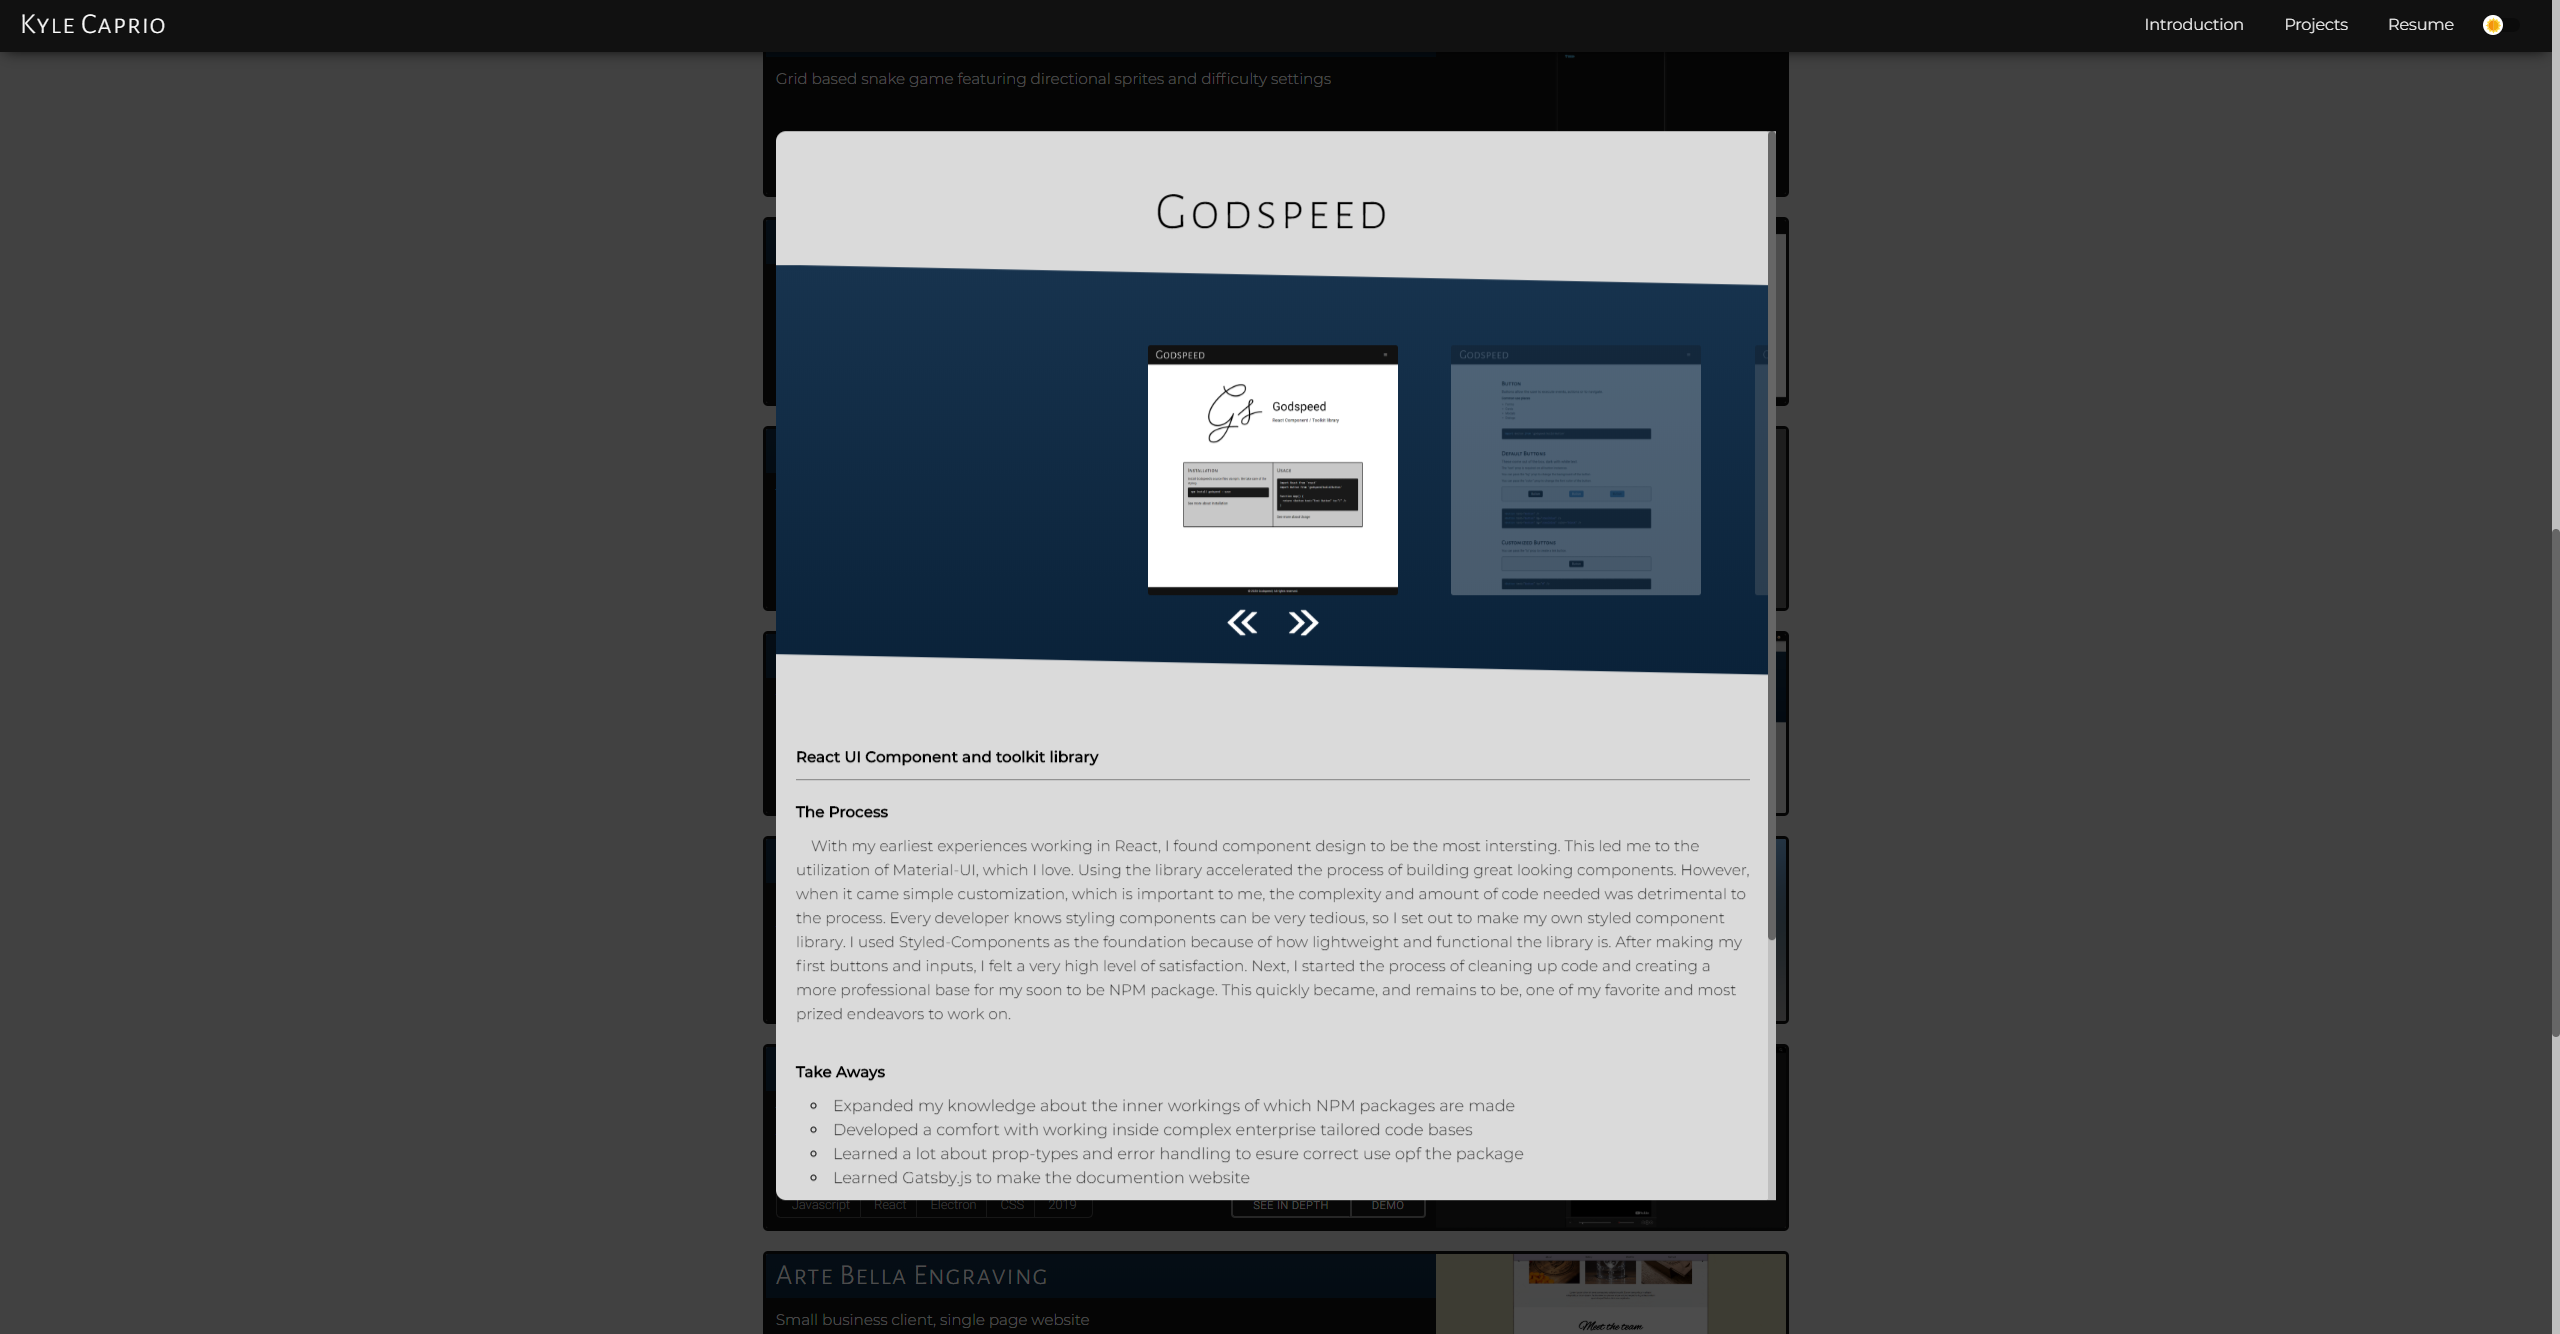 Kyle Caprio
Introduction
Projects
Resume
Grid based snake game featuring directional sprites and difficulty settings
Godspeed
Godspeed
Godspeed
Godspeed
React Component / Toolkit library
Installation
Usage
Button
Default Buttons
Customized Buttons
React UI Component and toolkit library
The Process
With my earliest experiences working in React, I found component design to be the most intersting. This led me to the
utilization of Material-UI, which I love. Using the library accelerated the process of building great looking components. However,
when it came simple customization, which is important to me, the complexity and amount of code needed was detrimental to
the process. Every developer knows styling components can be very tedious, so I set out to make my own styled component
library. I used Styled-Components as the foundation because of how lightweight and functional the library is. After making my
first buttons and inputs, I felt a very high level of satisfaction. Next, I started the process of cleaning up code and creating a
more professional base for my soon to be NPM package. This quickly became, and remains to be, one of my favorite and most
prized endeavors to work on.
Take Aways
Expanded my knowledge about the inner workings of which NPM packages are made
Developed a comfort with working inside complex enterprise tailored code bases
Learned a lot about prop-types and error handling to esure correct use opf the package
Learned Gatsby.js to make the documention website
Javascript
React
Electron
CSS
2019
SEE IN DEPTH
DEMO
Arte Bella Engraving
Small business client, single page website
Meet the team